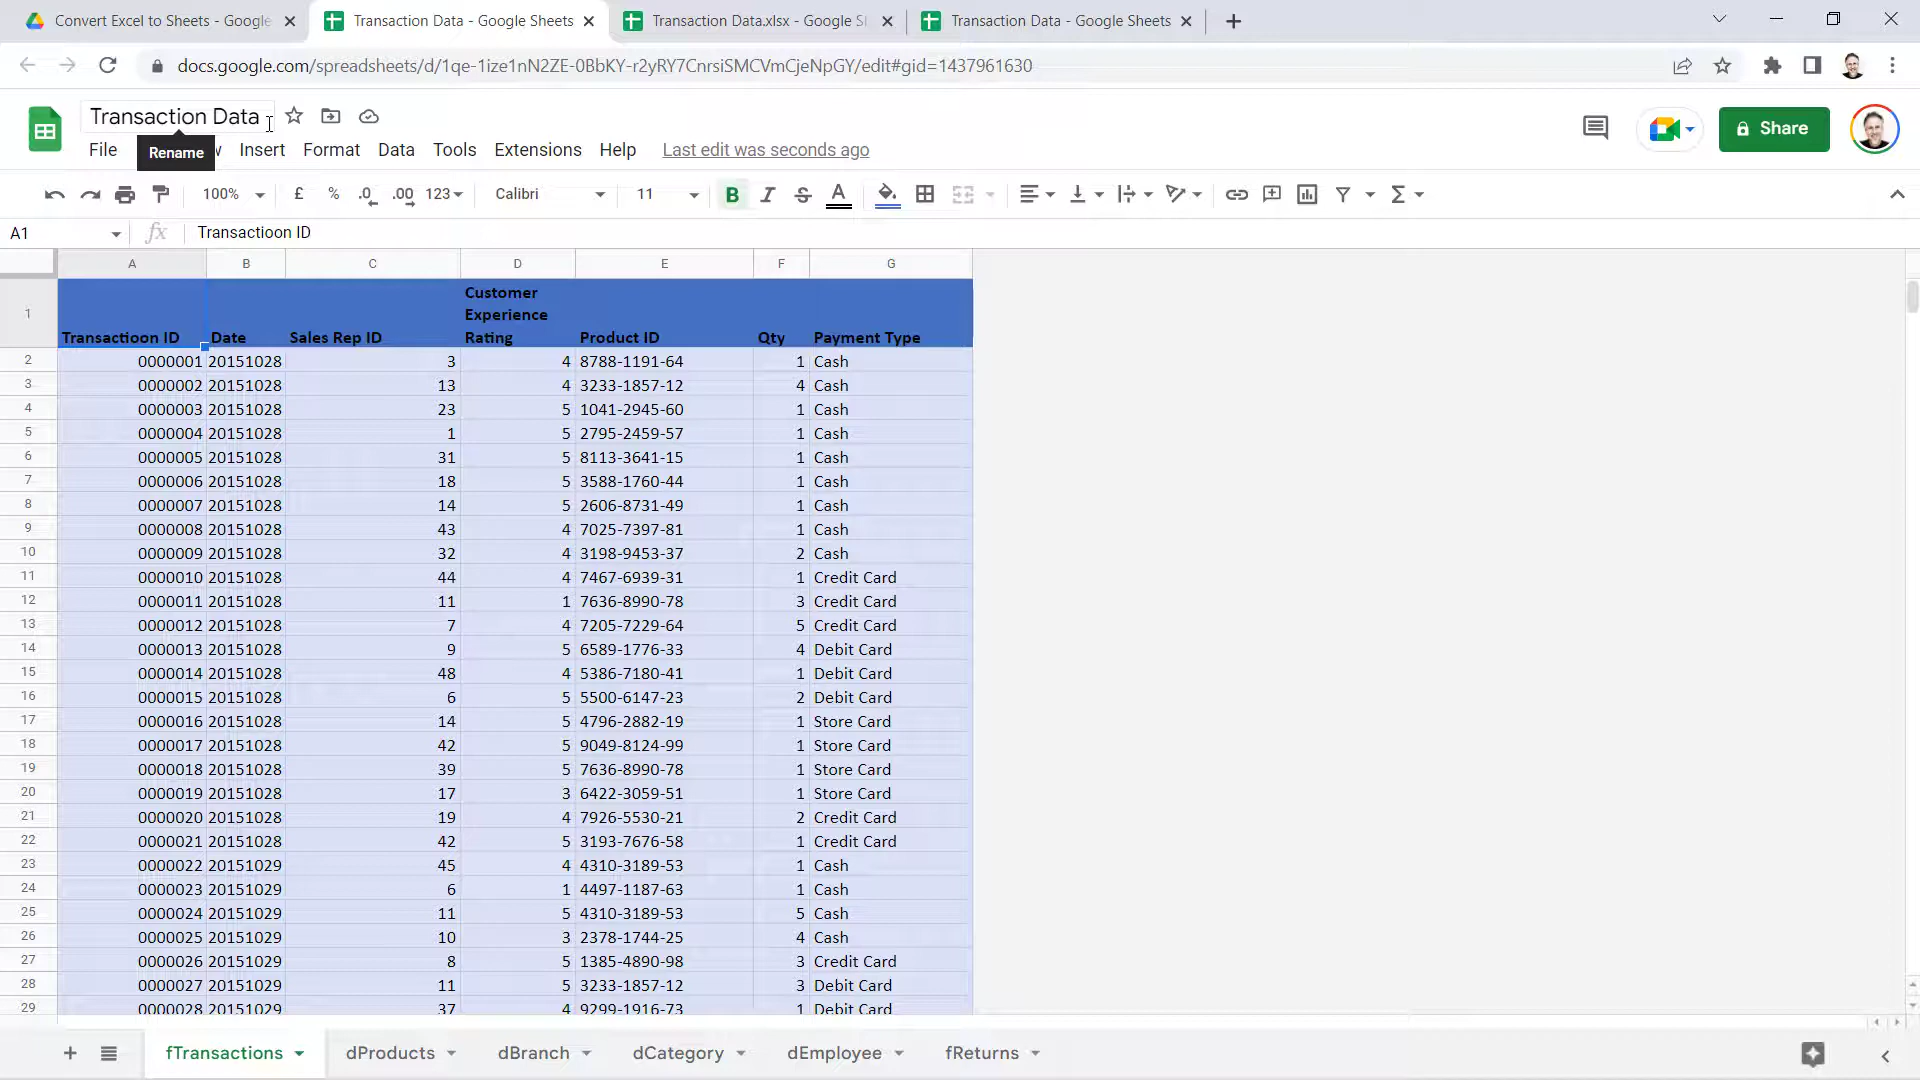 Convert Excel to Sheets - Google
Transaction Data - Google Sheets
Transaction Data.xlsx - Google S
Transaction Data - Google Sheets
docs.google.com/spreadsheets/d/1qe-1ize1nN2ZE-0BbKY-r2yRY7CnrsiSMCVmCjeNpGY/edit#gid=1437961630
Transaction Data
Share
File Rename w Insert Format Data Tools Extensions Help Last edit was seconds ago
100% £ % .0 .00 123 Calibri 11 B I S A Σ
A1 fx Transactioon ID
A B C D E F G
1 Transactioon ID Date Sales Rep ID Customer Experience Rating Product ID Qty Payment Type
2 0000001 20151028 3 4 8788-1191-64 1 Cash
3 0000002 20151028 13 4 3233-1857-12 4 Cash
4 0000003 20151028 23 5 1041-2945-60 1 Cash
5 0000004 20151028 1 5 2795-2459-57 1 Cash
6 0000005 20151028 31 5 8113-3641-15 1 Cash
7 0000006 20151028 18 5 3588-1760-44 1 Cash
8 0000007 20151028 14 5 2606-8731-49 1 Cash
9 0000008 20151028 43 4 7025-7397-81 1 Cash
10 0000009 20151028 32 4 3198-9453-37 2 Cash
11 0000010 20151028 44 4 7467-6939-31 1 Credit Card
12 0000011 20151028 11 1 7636-8990-78 3 Credit Card
13 0000012 20151028 7 4 7205-7229-64 5 Credit Card
14 0000013 20151028 9 5 6589-1776-33 4 Debit Card
15 0000014 20151028 48 4 5386-7180-41 1 Debit Card
16 0000015 20151028 6 5 5500-6147-23 2 Debit Card
17 0000016 20151028 14 5 4796-2882-19 1 Store Card
18 0000017 20151028 42 5 9049-8124-99 1 Store Card
19 0000018 20151028 39 5 7636-8990-78 1 Store Card
20 0000019 20151028 17 3 6422-3059-51 1 Store Card
21 0000020 20151028 19 4 7926-5530-21 2 Credit Card
22 0000021 20151028 42 5 3193-7676-58 1 Credit Card
23 0000022 20151029 45 4 4310-3189-53 1 Cash
24 0000023 20151029 6 1 4497-1187-63 1 Cash
25 0000024 20151029 11 5 4310-3189-53 5 Cash
26 0000025 20151029 10 3 2378-1744-25 4 Cash
27 0000026 20151029 8 5 1385-4890-98 3 Credit Card
28 0000027 20151029 11 5 3233-1857-12 3 Debit Card
29 0000028 20151029 37 4 9299-1916-73 1 Debit Card
fTransactions dProducts dBranch dCategory dEmployee fReturns